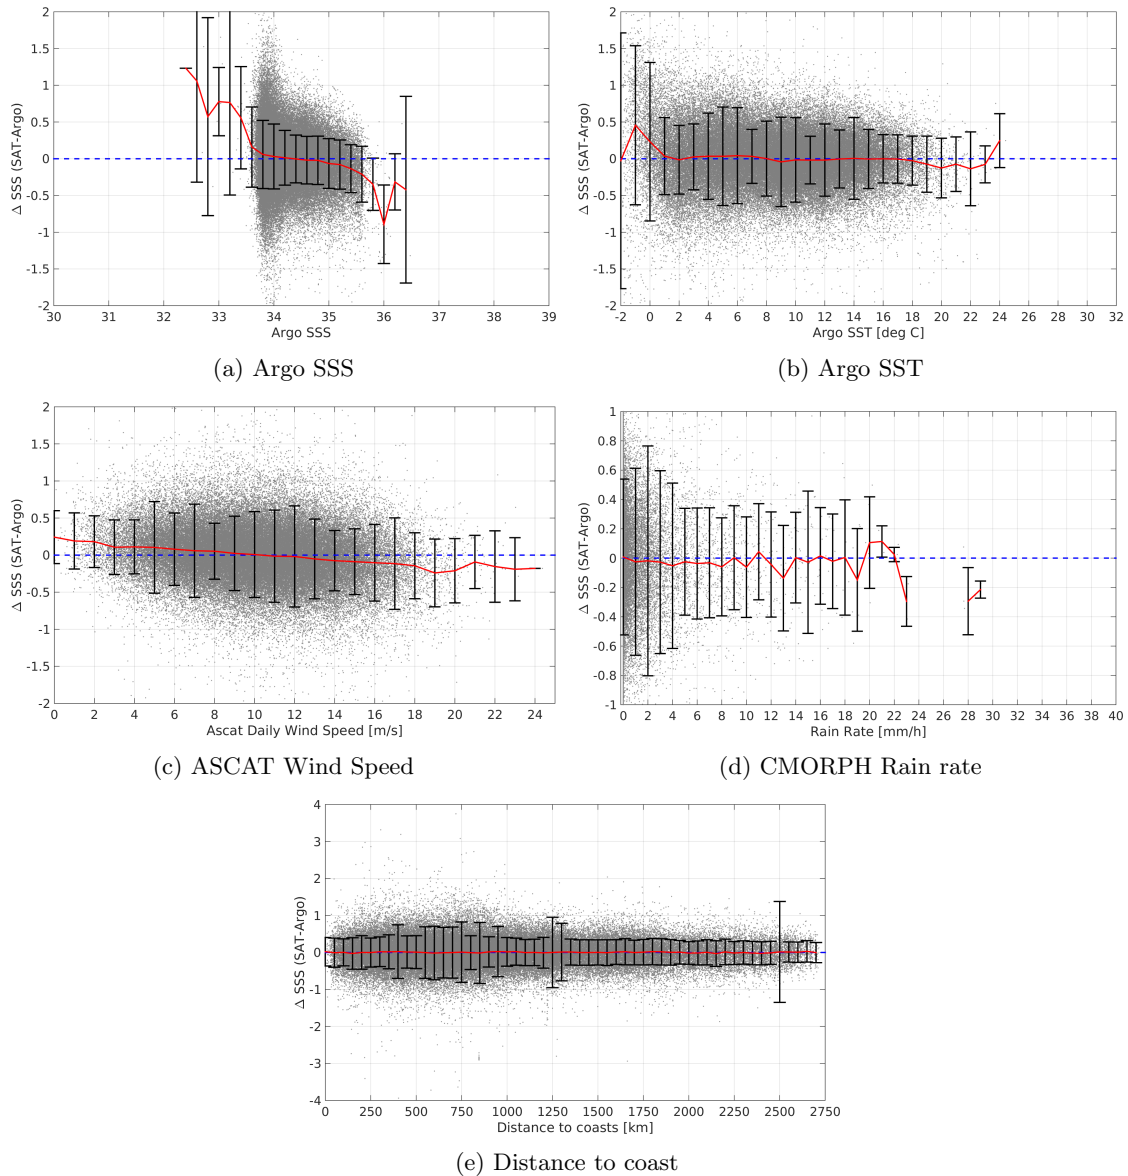 2
1.5
1
0.5
0
-0.5
-1
-1.5
-2
Δ SSS (SAT-Argo)
30 31 32 33 34 35 36 37 38 39
Argo SSS
(a) Argo SSS
2
1.5
1
0.5
0
-0.5
-1
-1.5
-2
Δ SSS (SAT-Argo)
-2 0 2 4 6 8 10 12 14 16 18 20 22 24 26 28 30 32
Argo SST [deg C]
(b) Argo SST
2
1.5
1
0.5
0
-0.5
-1
-1.5
-2
Δ SSS (SAT-Argo)
0 2 4 6 8 10 12 14 16 18 20 22 24
Ascat Daily Wind Speed [m/s]
(c) ASCAT Wind Speed
1
0.8
0.6
0.4
0.2
0
-0.2
-0.4
-0.6
-0.8
-1
Δ SSS (SAT-Argo)
0 2 4 6 8 10 12 14 16 18 20 22 24 26 28 30 32 34 36 38 40
Rain Rate [mm/h]
(d) CMORPH Rain rate
4
3
2
1
0
-1
-2
-3
-4
Δ SSS (SAT-Argo)
0 250 500 750 1000 1250 1500 1750 2000 2250 2500 2750
Distance to coasts [km]
(e) Distance to coast